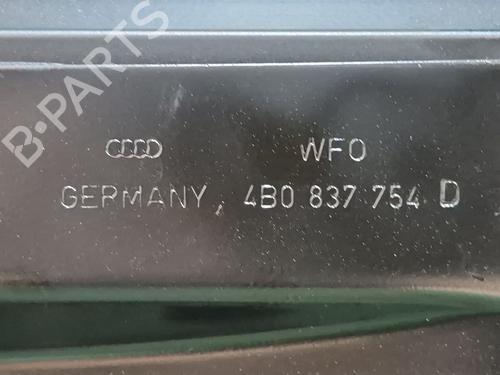 B-PARTS
WFO
GERMANY, 4B0 837 754 D